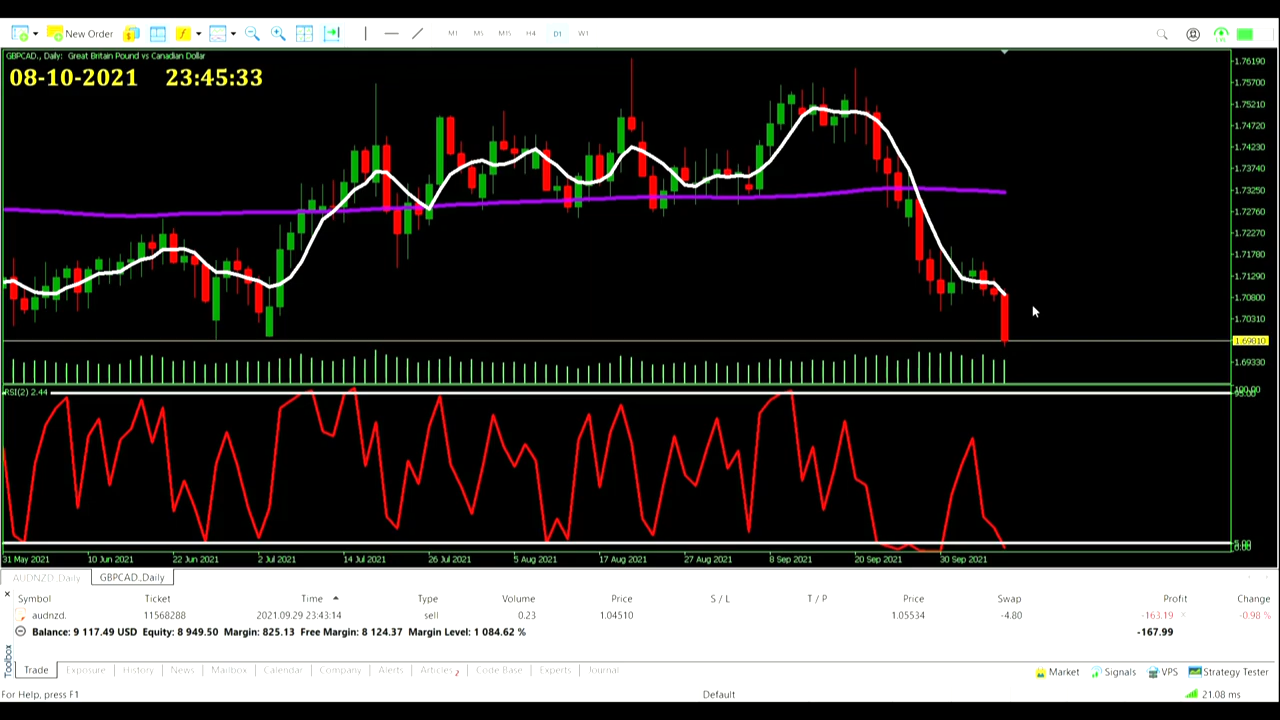 New Order M1 M5 M15 H4 D1 W1
GBPCAD., Daily: Great Britain Pound vs Canadian Dollar
08-10-2021 23:45:33
1.76190
1.75700
1.75210
1.74720
1.74230
1.73740
1.73250
1.72760
1.72270
1.71780
1.71290
1.70800
1.70310
1.69810
1.69330
RSI(2) 2.44
100.00
95.00
5.00
0.00
31 May 2021 10 Jun 2021 22 Jun 2021 2 Jul 2021 14 Jul 2021 26 Jul 2021 5 Aug 2021 17 Aug 2021 27 Aug 2021 8 Sep 2021 20 Sep 2021 30 Sep 2021
AUDNZD.,Daily GBPCAD.,Daily
Symbol Ticket Time Type Volume Price S / L T / P Price Swap Profit Change
audnzd. 11568288 2021.09.29 23:43:14 sell 0.23 1.04510 1.05534 -4.80 -163.19 -0.98 %
Balance: 9 117.49 USD Equity: 8 949.50 Margin: 825.13 Free Margin: 8 124.37 Margin Level: 1 084.62 % -167.99
Toolbox
Trade Exposure History News Mailbox Calendar Company Alerts Articles Code Base Experts Journal Market Signals VPS Strategy Tester
For Help, press F1 Default 21.08 ms